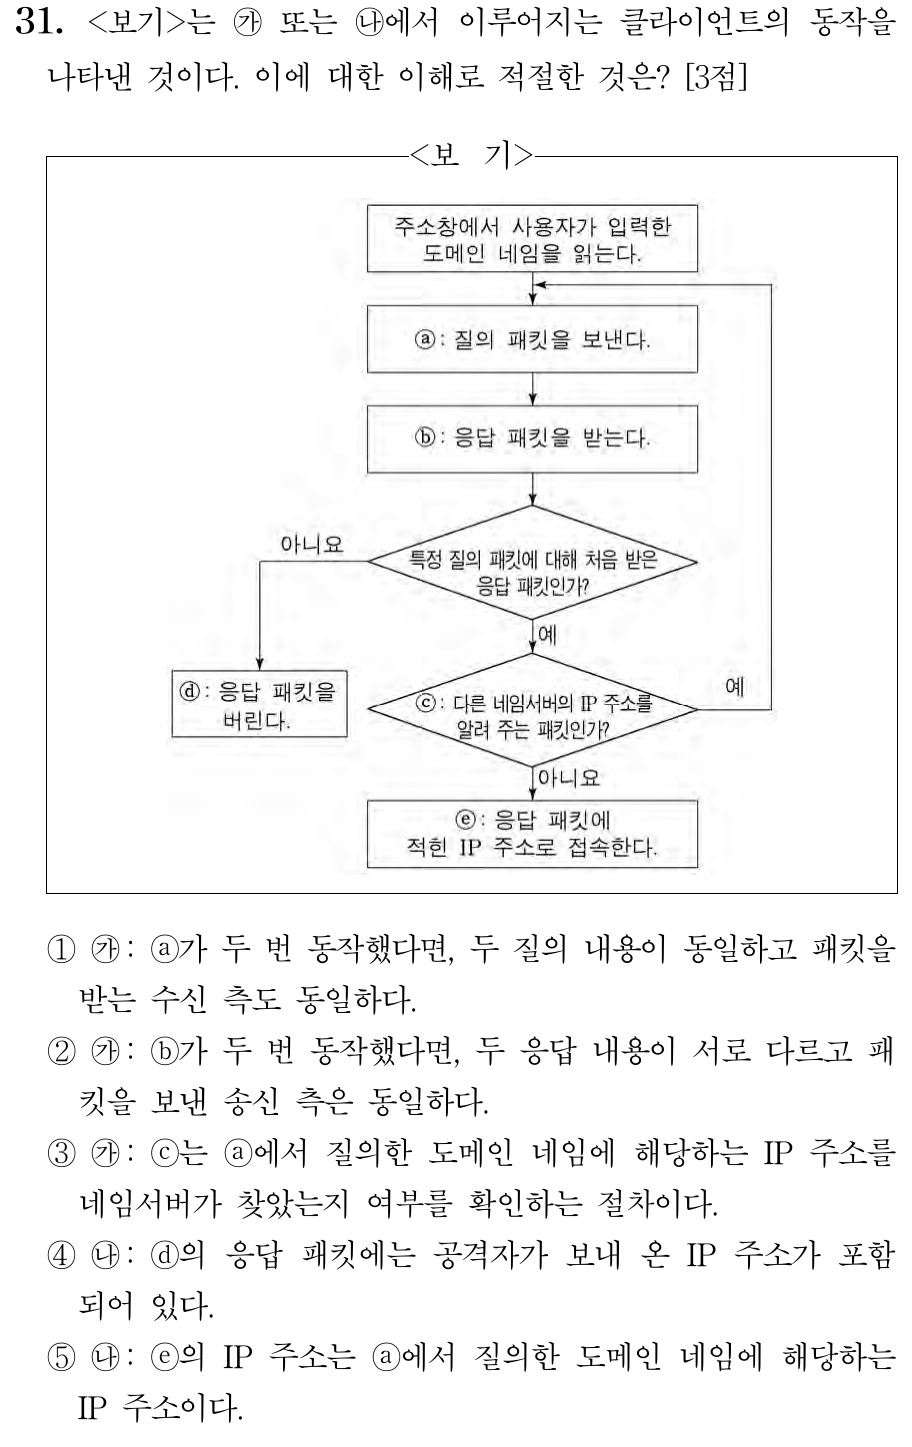 31. <보기>는 ㉮ 또는 ㉯에서 이루어지는 클라이언트의 동작을
나타낸 것이다. 이에 대한 이해로 적절한 것은? [3점]
<보 기>
주소창에서 사용자가 입력한
도메인 네임을 읽는다.
ⓐ: 질의 패킷을 보낸다.
ⓑ: 응답 패킷을 받는다.
아니요
특정 질의 패킷에 대해 처음 받은
응답 패킷인가?
예
ⓓ: 응답 패킷을
버린다.
ⓒ: 다른 네임서버의 IP 주소를
알려 주는 패킷인가?
예
아니요
ⓔ: 응답 패킷에
적힌 IP 주소로 접속한다.
① ㉮: ⓐ가 두 번 동작했다면, 두 질의 내용이 동일하고 패킷을
받는 수신 측도 동일하다.
② ㉮: ⓑ가 두 번 동작했다면, 두 응답 내용이 서로 다르고 패
킷을 보낸 송신 측은 동일하다.
③ ㉮: ⓒ는 ⓐ에서 질의한 도메인 네임에 해당하는 IP 주소를
네임서버가 찾았는지 여부를 확인하는 절차이다.
④ ㉯: ⓓ의 응답 패킷에는 공격자가 보내 온 IP 주소가 포함
되어 있다.
⑤ ㉯: ⓔ의 IP 주소는 ⓐ에서 질의한 도메인 네임에 해당하는
IP 주소이다.